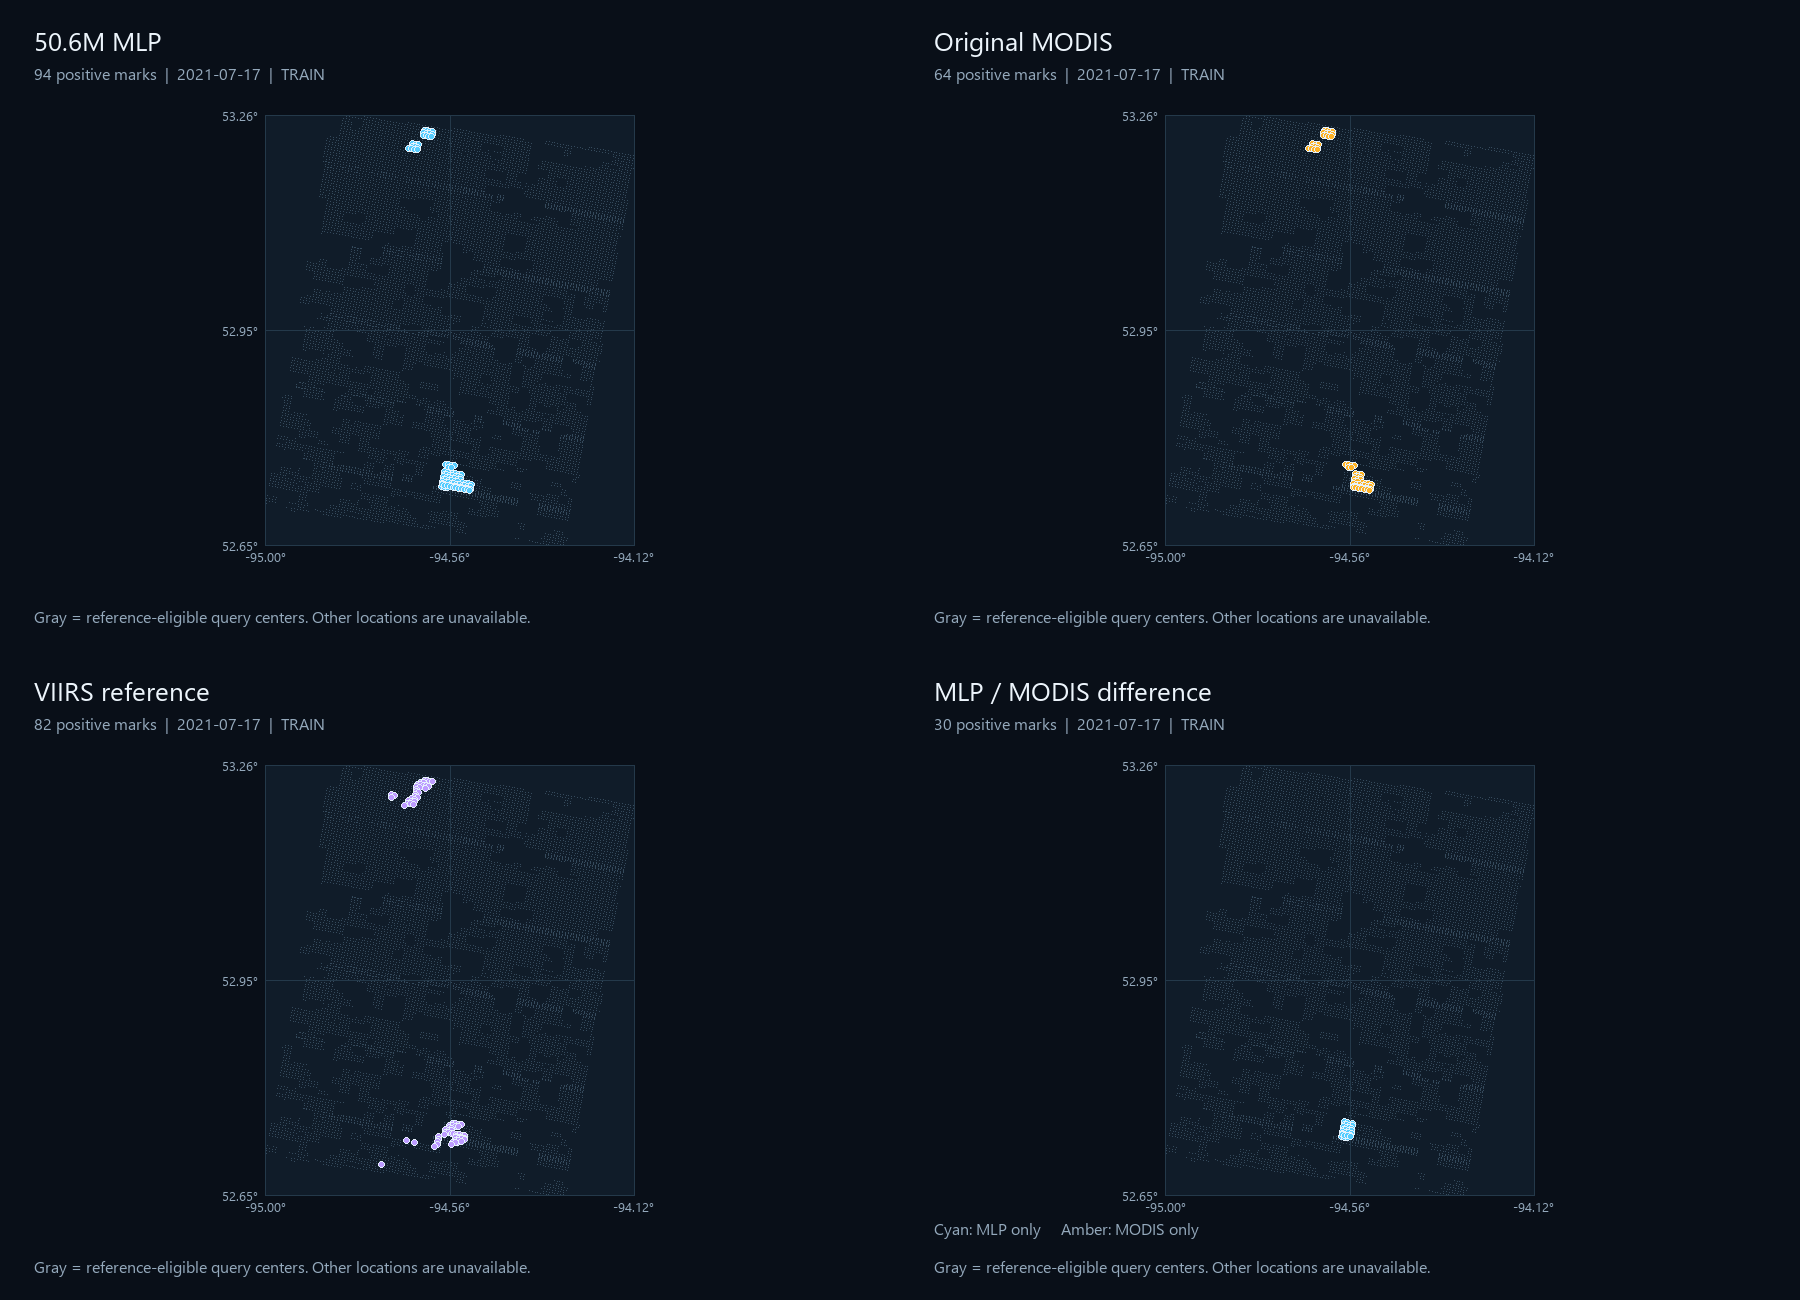 50.6M MLP
94 positive marks | 2021-07-17 | TRAIN
53.26°
52.95°
52.65°
-95.00°
-94.56°
-94.12°
Gray = reference-eligible query centers. Other locations are unavailable.
Original MODIS
64 positive marks | 2021-07-17 | TRAIN
53.26°
52.95°
52.65°
-95.00°
-94.56°
-94.12°
Gray = reference-eligible query centers. Other locations are unavailable.
VIIRS reference
82 positive marks | 2021-07-17 | TRAIN
53.26°
52.95°
52.65°
-95.00°
-94.56°
-94.12°
Gray = reference-eligible query centers. Other locations are unavailable.
MLP / MODIS difference
30 positive marks | 2021-07-17 | TRAIN
53.26°
52.95°
52.65°
-95.00°
-94.56°
-94.12°
Cyan: MLP only Amber: MODIS only
Gray = reference-eligible query centers. Other locations are unavailable.